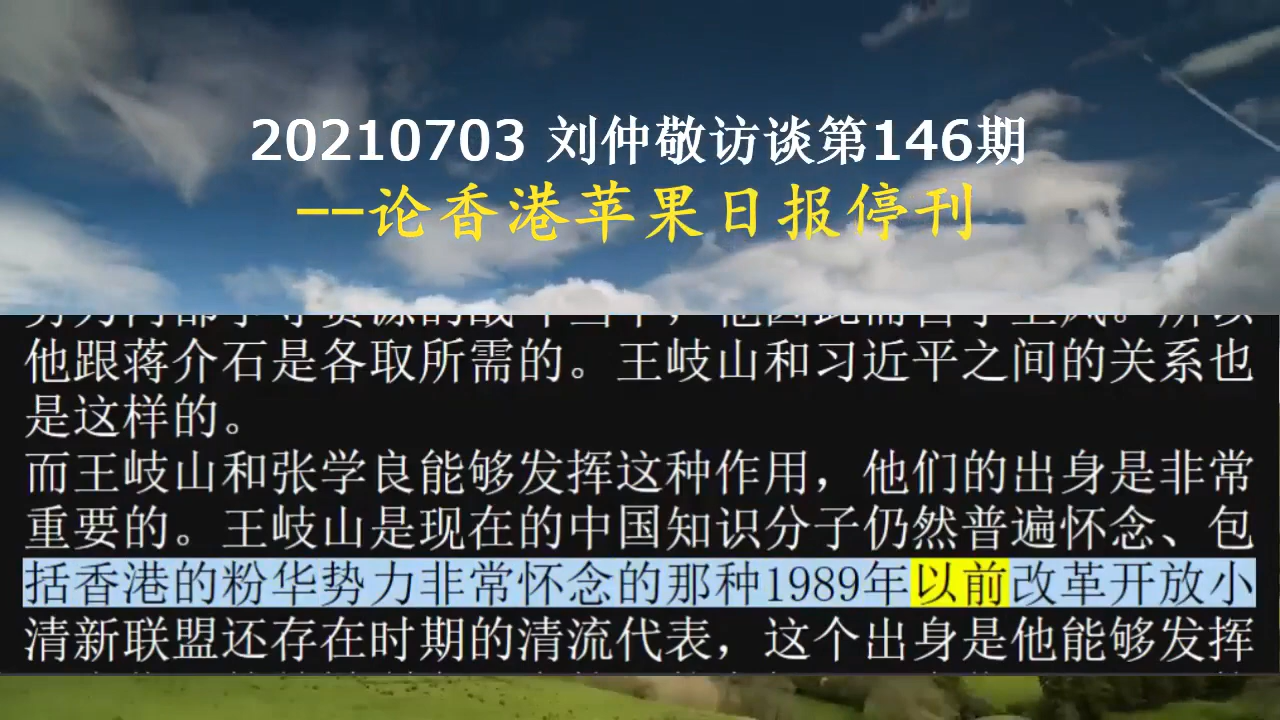 20210703 刘仲敬访谈第146期
--论香港苹果日报停刊
他跟蒋介石是各取所需的。王岐山和习近平之间的关系也
是这样的。
而王岐山和张学良能够发挥这种作用，他们的出身是非常
重要的。王岐山是现在的中国知识分子仍然普遍怀念、包
括香港的粉华势力非常怀念的那种1989年以前改革开放小
清新联盟还存在时期的清流代表，这个出身是他能够发挥